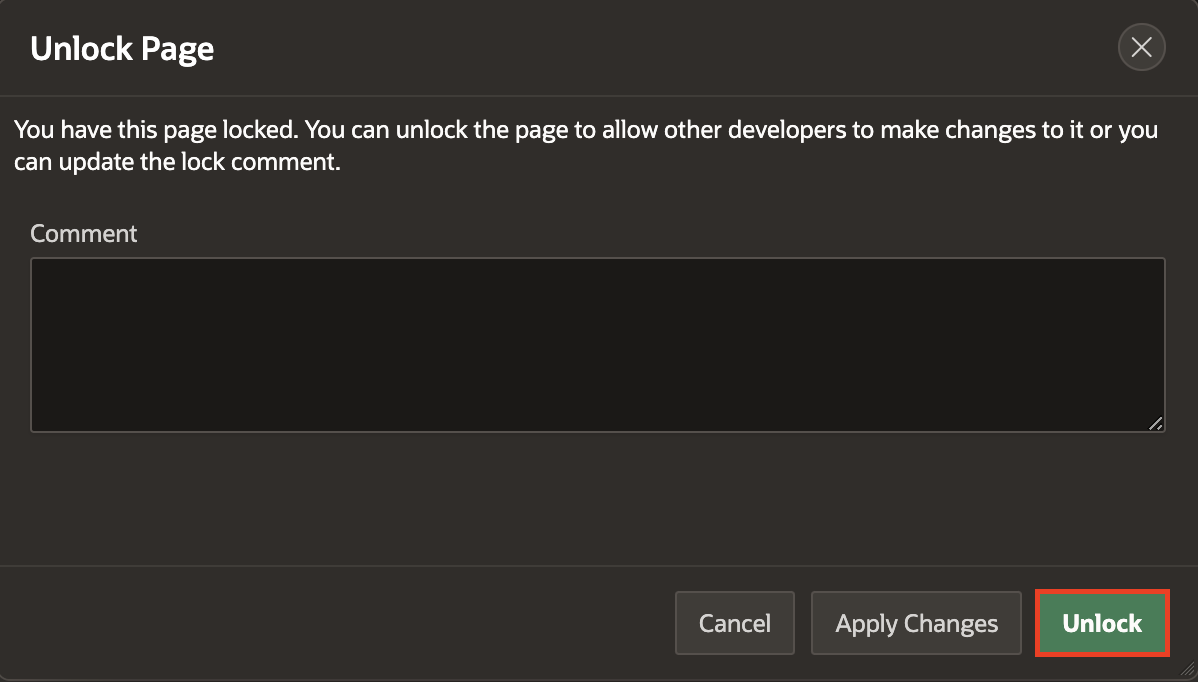 Unlock Page
You have this page locked. You can unlock the page to allow other developers to make changes to it or you
can update the lock comment.
Comment
Cancel
Apply Changes
Unlock